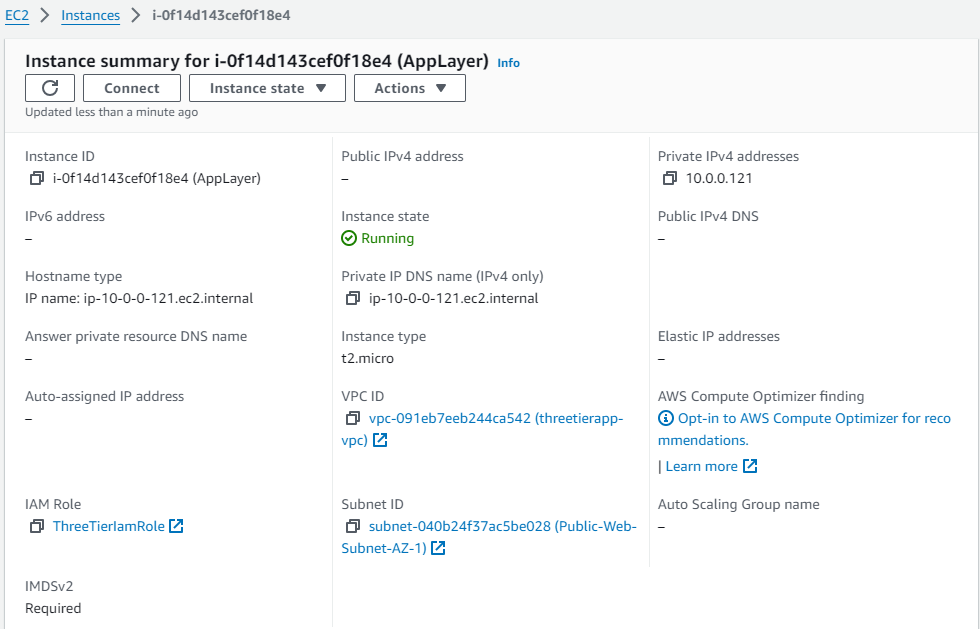 EC2 > Instances > i-0f14d143cef0f18e4
Instance summary for i-0f14d143cef0f18e4 (AppLayer) Info
Connect Instance state Actions
Updated less than a minute ago
Instance ID
i-0f14d143cef0f18e4 (AppLayer)
Public IPv4 address
–
Private IPv4 addresses
10.0.0.121
IPv6 address
–
Instance state
Running
Public IPv4 DNS
–
Hostname type
IP name: ip-10-0-0-121.ec2.internal
Private IP DNS name (IPv4 only)
ip-10-0-0-121.ec2.internal
Answer private resource DNS name
–
Instance type
t2.micro
Elastic IP addresses
–
Auto-assigned IP address
–
VPC ID
vpc-091eb7eeb244ca542 (threetierapp-
vpc)
AWS Compute Optimizer finding
Opt-in to AWS Compute Optimizer for reco
mmendations.
| Learn more
IAM Role
ThreeTierIamRole
Subnet ID
subnet-040b24f37ac5be028 (Public-Web-
Subnet-AZ-1)
Auto Scaling Group name
–
IMDSv2
Required